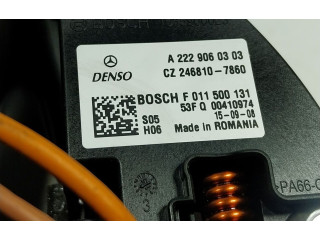 A 222 906 03 03
DENSO
CZ 246810-7860
BOSCH F 011 500 131
53F Q 00410974
S05
15-09-08
H06
Made in ROMANIA
>PA66-
3